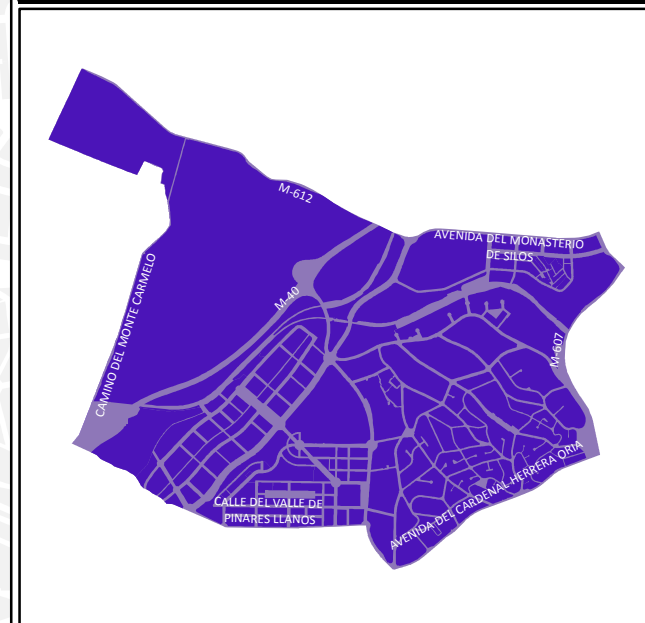 M-612
AVENIDA DEL MONASTERIO
DE SILOS
CAMINO DEL MONTE CARMELO
M-40
M-607
AVENIDA DEL CARDENAL HERRERA ORIA
CALLE DEL VALLE DE
PINARES LLANOS